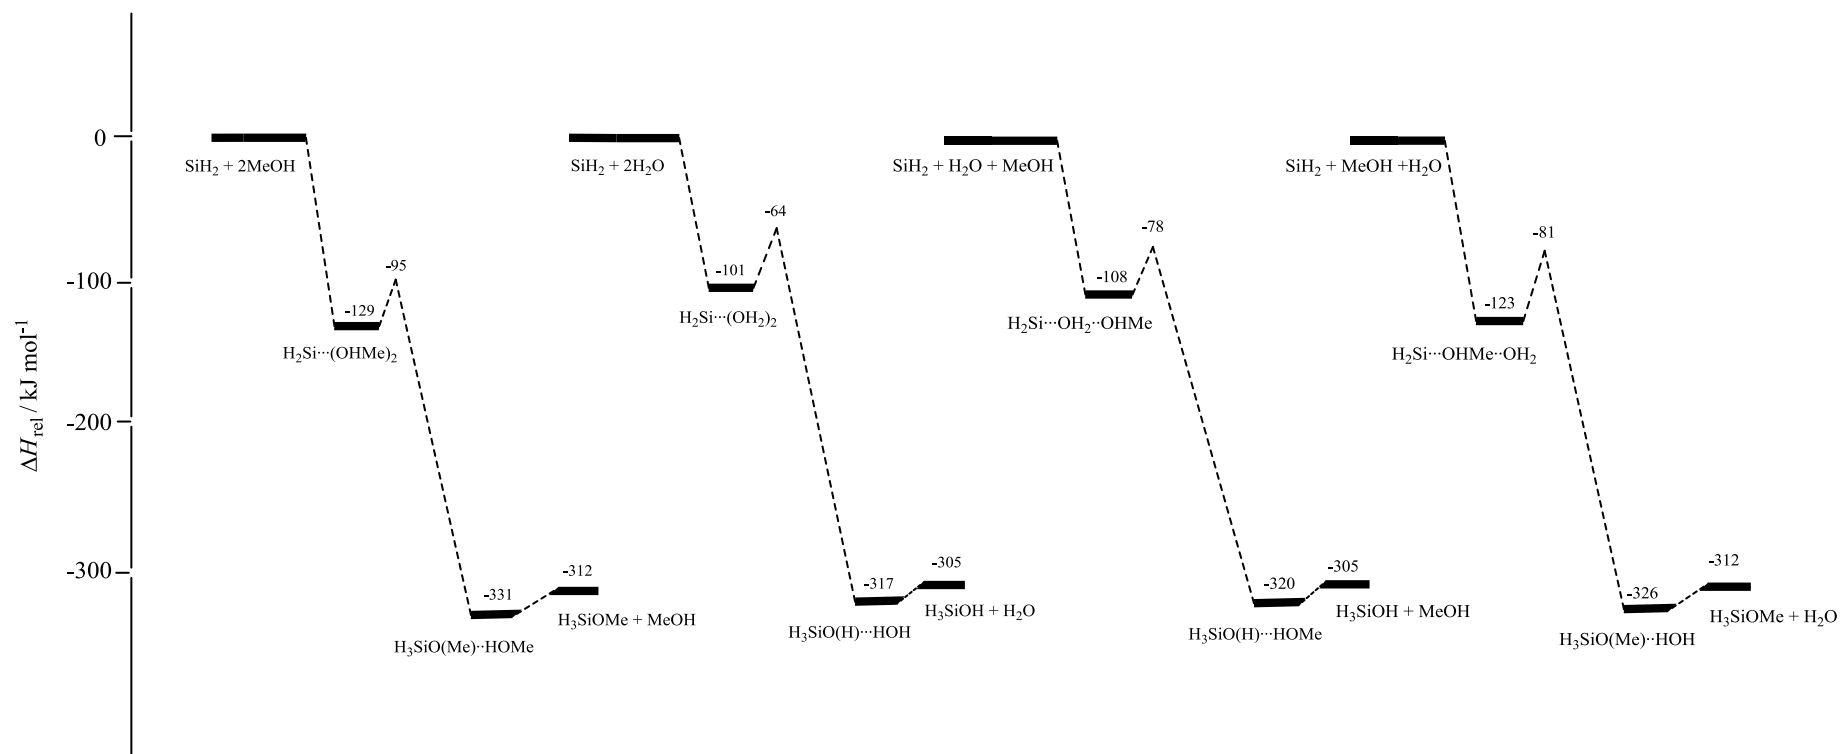 ΔH_rel / kJ mol⁻¹
0
-100
-200
-300
SiH₂ + 2MeOH
-129
H₂Si···(OHMe)₂
-95
-331
H₃SiO(Me)··HOMe
-312
H₃SiOMe + MeOH
SiH₂ + 2H₂O
-101
H₂Si···(OH₂)₂
-64
-317
H₃SiO(H)···HOH
-305
H₃SiOH + H₂O
SiH₂ + H₂O + MeOH
-108
H₂Si···OH₂··OHMe
-78
-320
H₃SiO(H)···HOMe
-305
H₃SiOH + MeOH
SiH₂ + MeOH +H₂O
-123
H₂Si···OHMe··OH₂
-81
-326
H₃SiO(Me)··HOH
-312
H₃SiOMe + H₂O